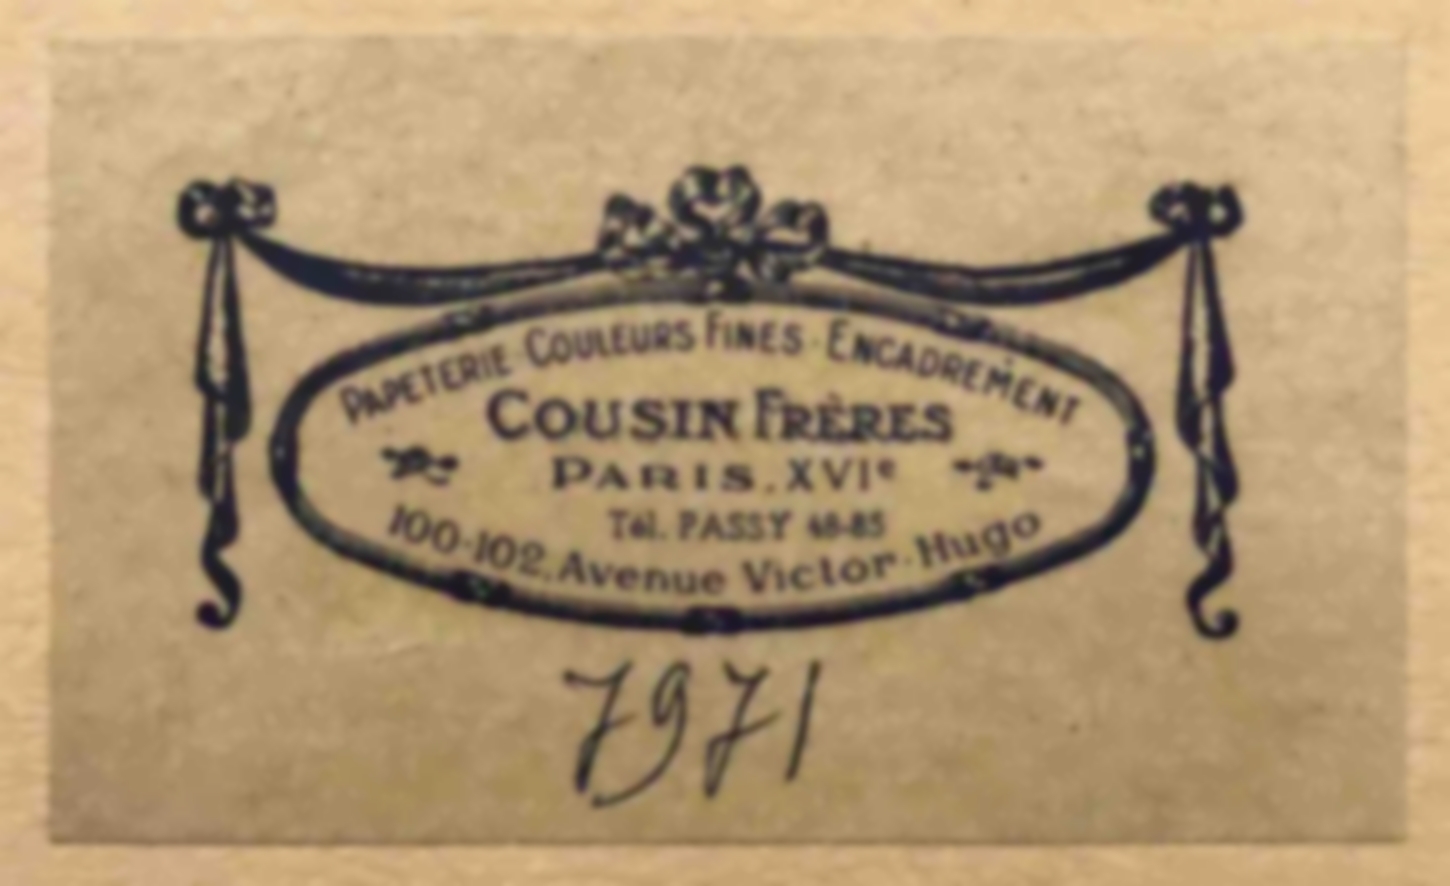 PAPETERIE · COULEURS FINES · ENCADREMENT
COUSIN FRÈRES
PARIS. XVIe
Tél. PASSY 48-85
100-102, Avenue Victor-Hugo
7971